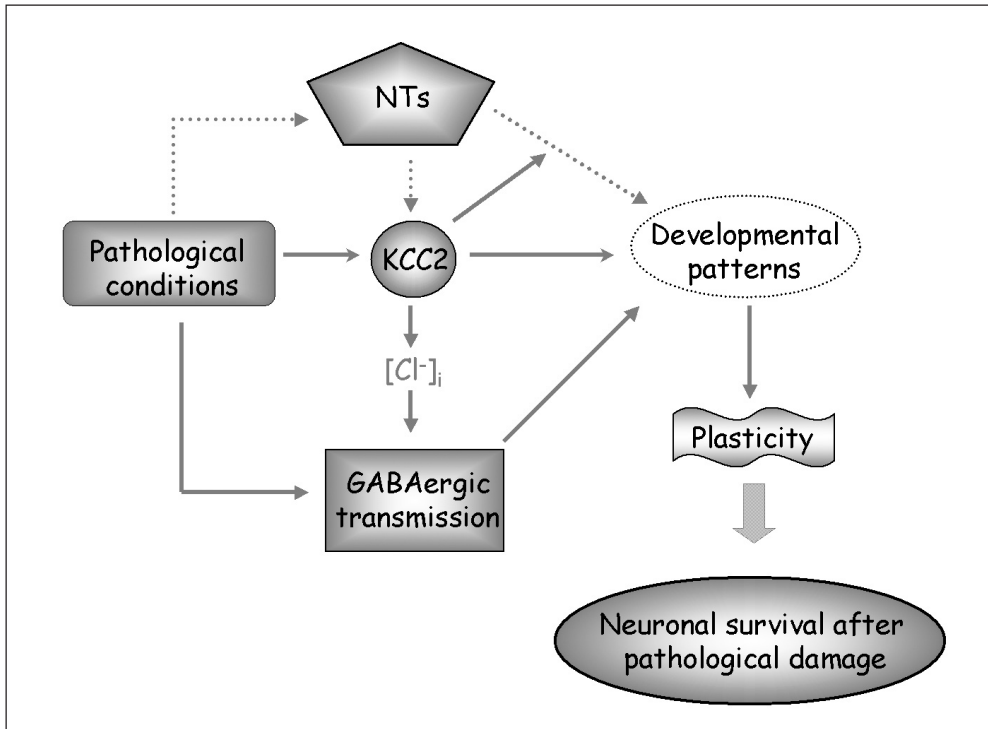 NTs
Pathological
conditions
KCC2
Developmental
patterns
[Cl⁻]ᵢ
GABAergic
transmission
Plasticity
Neuronal survival after
pathological damage